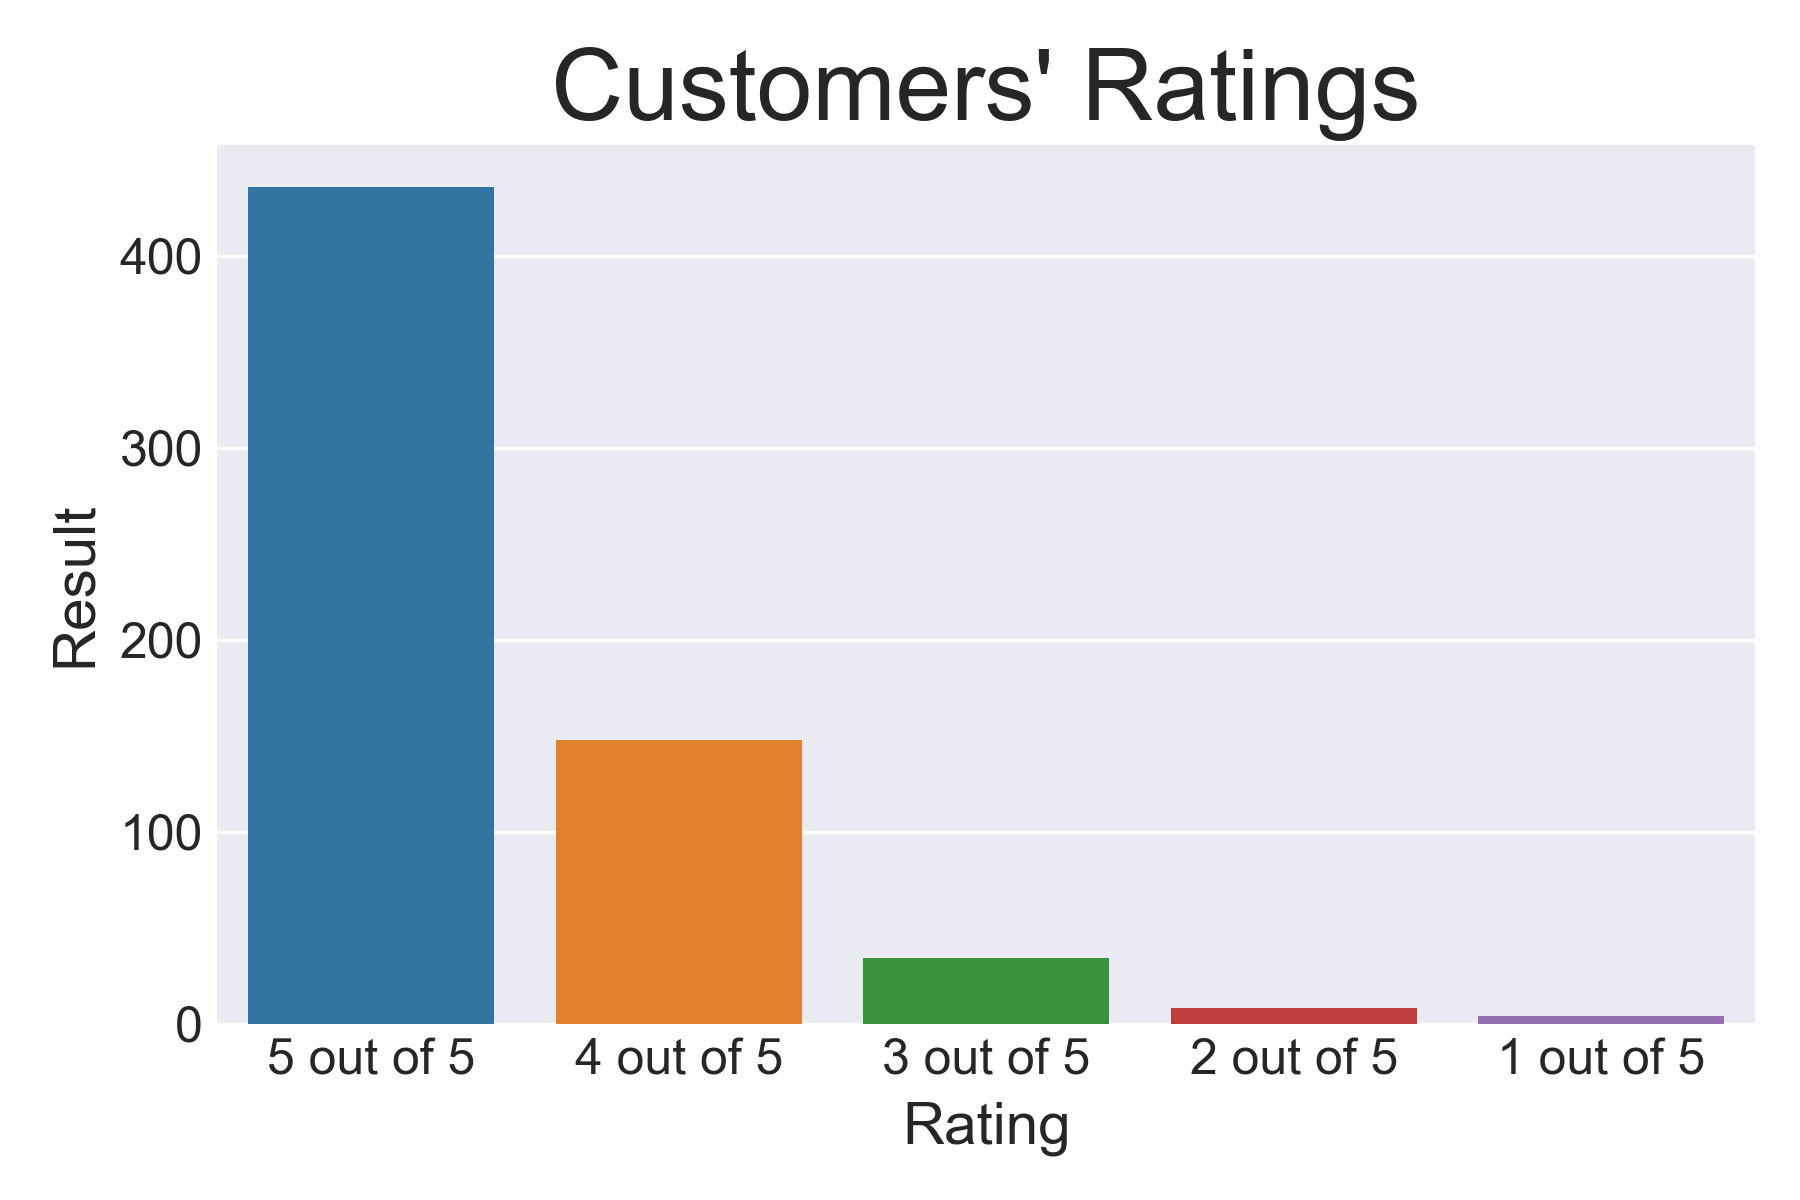 Customers' Ratings
Result
400
300
200
100
0
5 out of 5 4 out of 5 3 out of 5 2 out of 5 1 out of 5
Rating